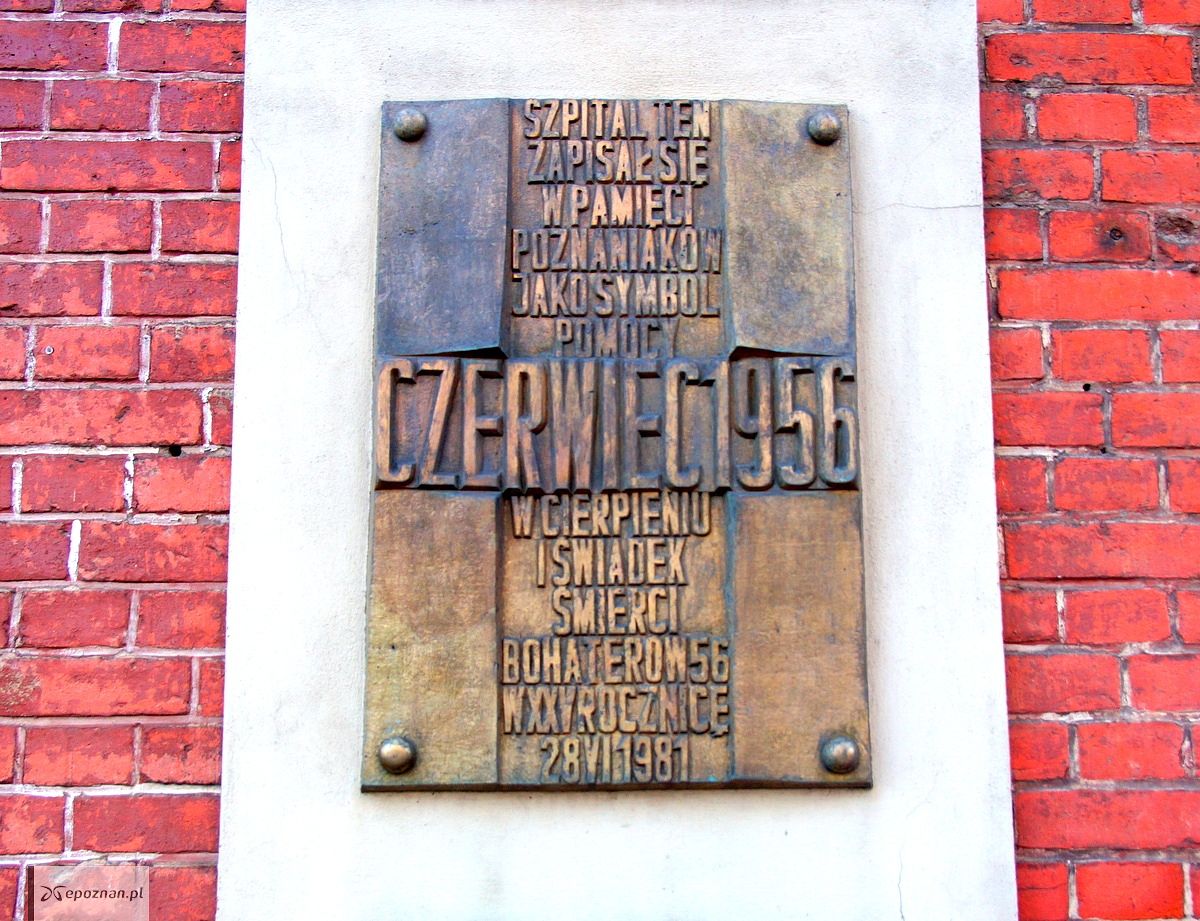 SZPITAL TEN
ZAPISAŁ SIĘ
W PAMIĘCI
POZNANIAKÓW
JAKO SYMBOL
POMOCY
CZERWIEC 1956
W CIERPIENIU
I ŚWIADEK
ŚMIERCI
BOHATERÓW 56
W XXV ROCZNICĘ
28 VI 1981
epoznan.pl